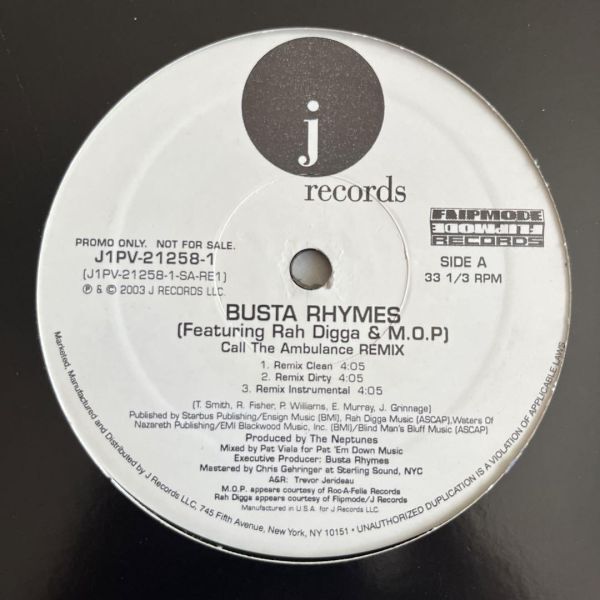 j
records
FLIPMODE
FLIPMODE
RECORDS
PROMO ONLY. NOT FOR SALE.
J1PV-21258-1
(J1PV-21258-1-SA-RE1)
℗ & © 2003 J RECORDS LLC.
SIDE A
33 1/3 RPM
BUSTA RHYMES
(Featuring Rah Digga & M.O.P)
Call The Ambulance REMIX
1. Remix Clean 4:05
2. Remix Dirty 4:05
3. Remix Instrumental 4:05
(T. Smith, R. Fisher, P. Williams, E. Murray, J. Grinnage)
Published by Starbus Publishing/Ensign Music (BMI), Rah Digga Music (ASCAP),Waters Of
Nazareth Publishing/EMI Blackwood Music, Inc. (BMI)/Blind Man's Bluff Music (ASCAP)
Produced by The Neptunes
Mixed by Pat Viala for Pat 'Em Down Music
Executive Producer: Busta Rhymes
Mastered by Chris Gehringer at Sterling Sound, NYC
A&R: Trevor Jerideau
M.O.P. appears courtesy of Roc-A-Fella Records
Rah Digga appears courtesy of Flipmode/J Records
Manufactured in U.S.A. for J Records LLC.
Marketed, Manufactured and Distributed by J Records LLC, 745 Fifth Avenue, New York, NY 10151 • UNAUTHORIZED DUPLICATION IS A VIOLATION OF APPLICABLE LAWS